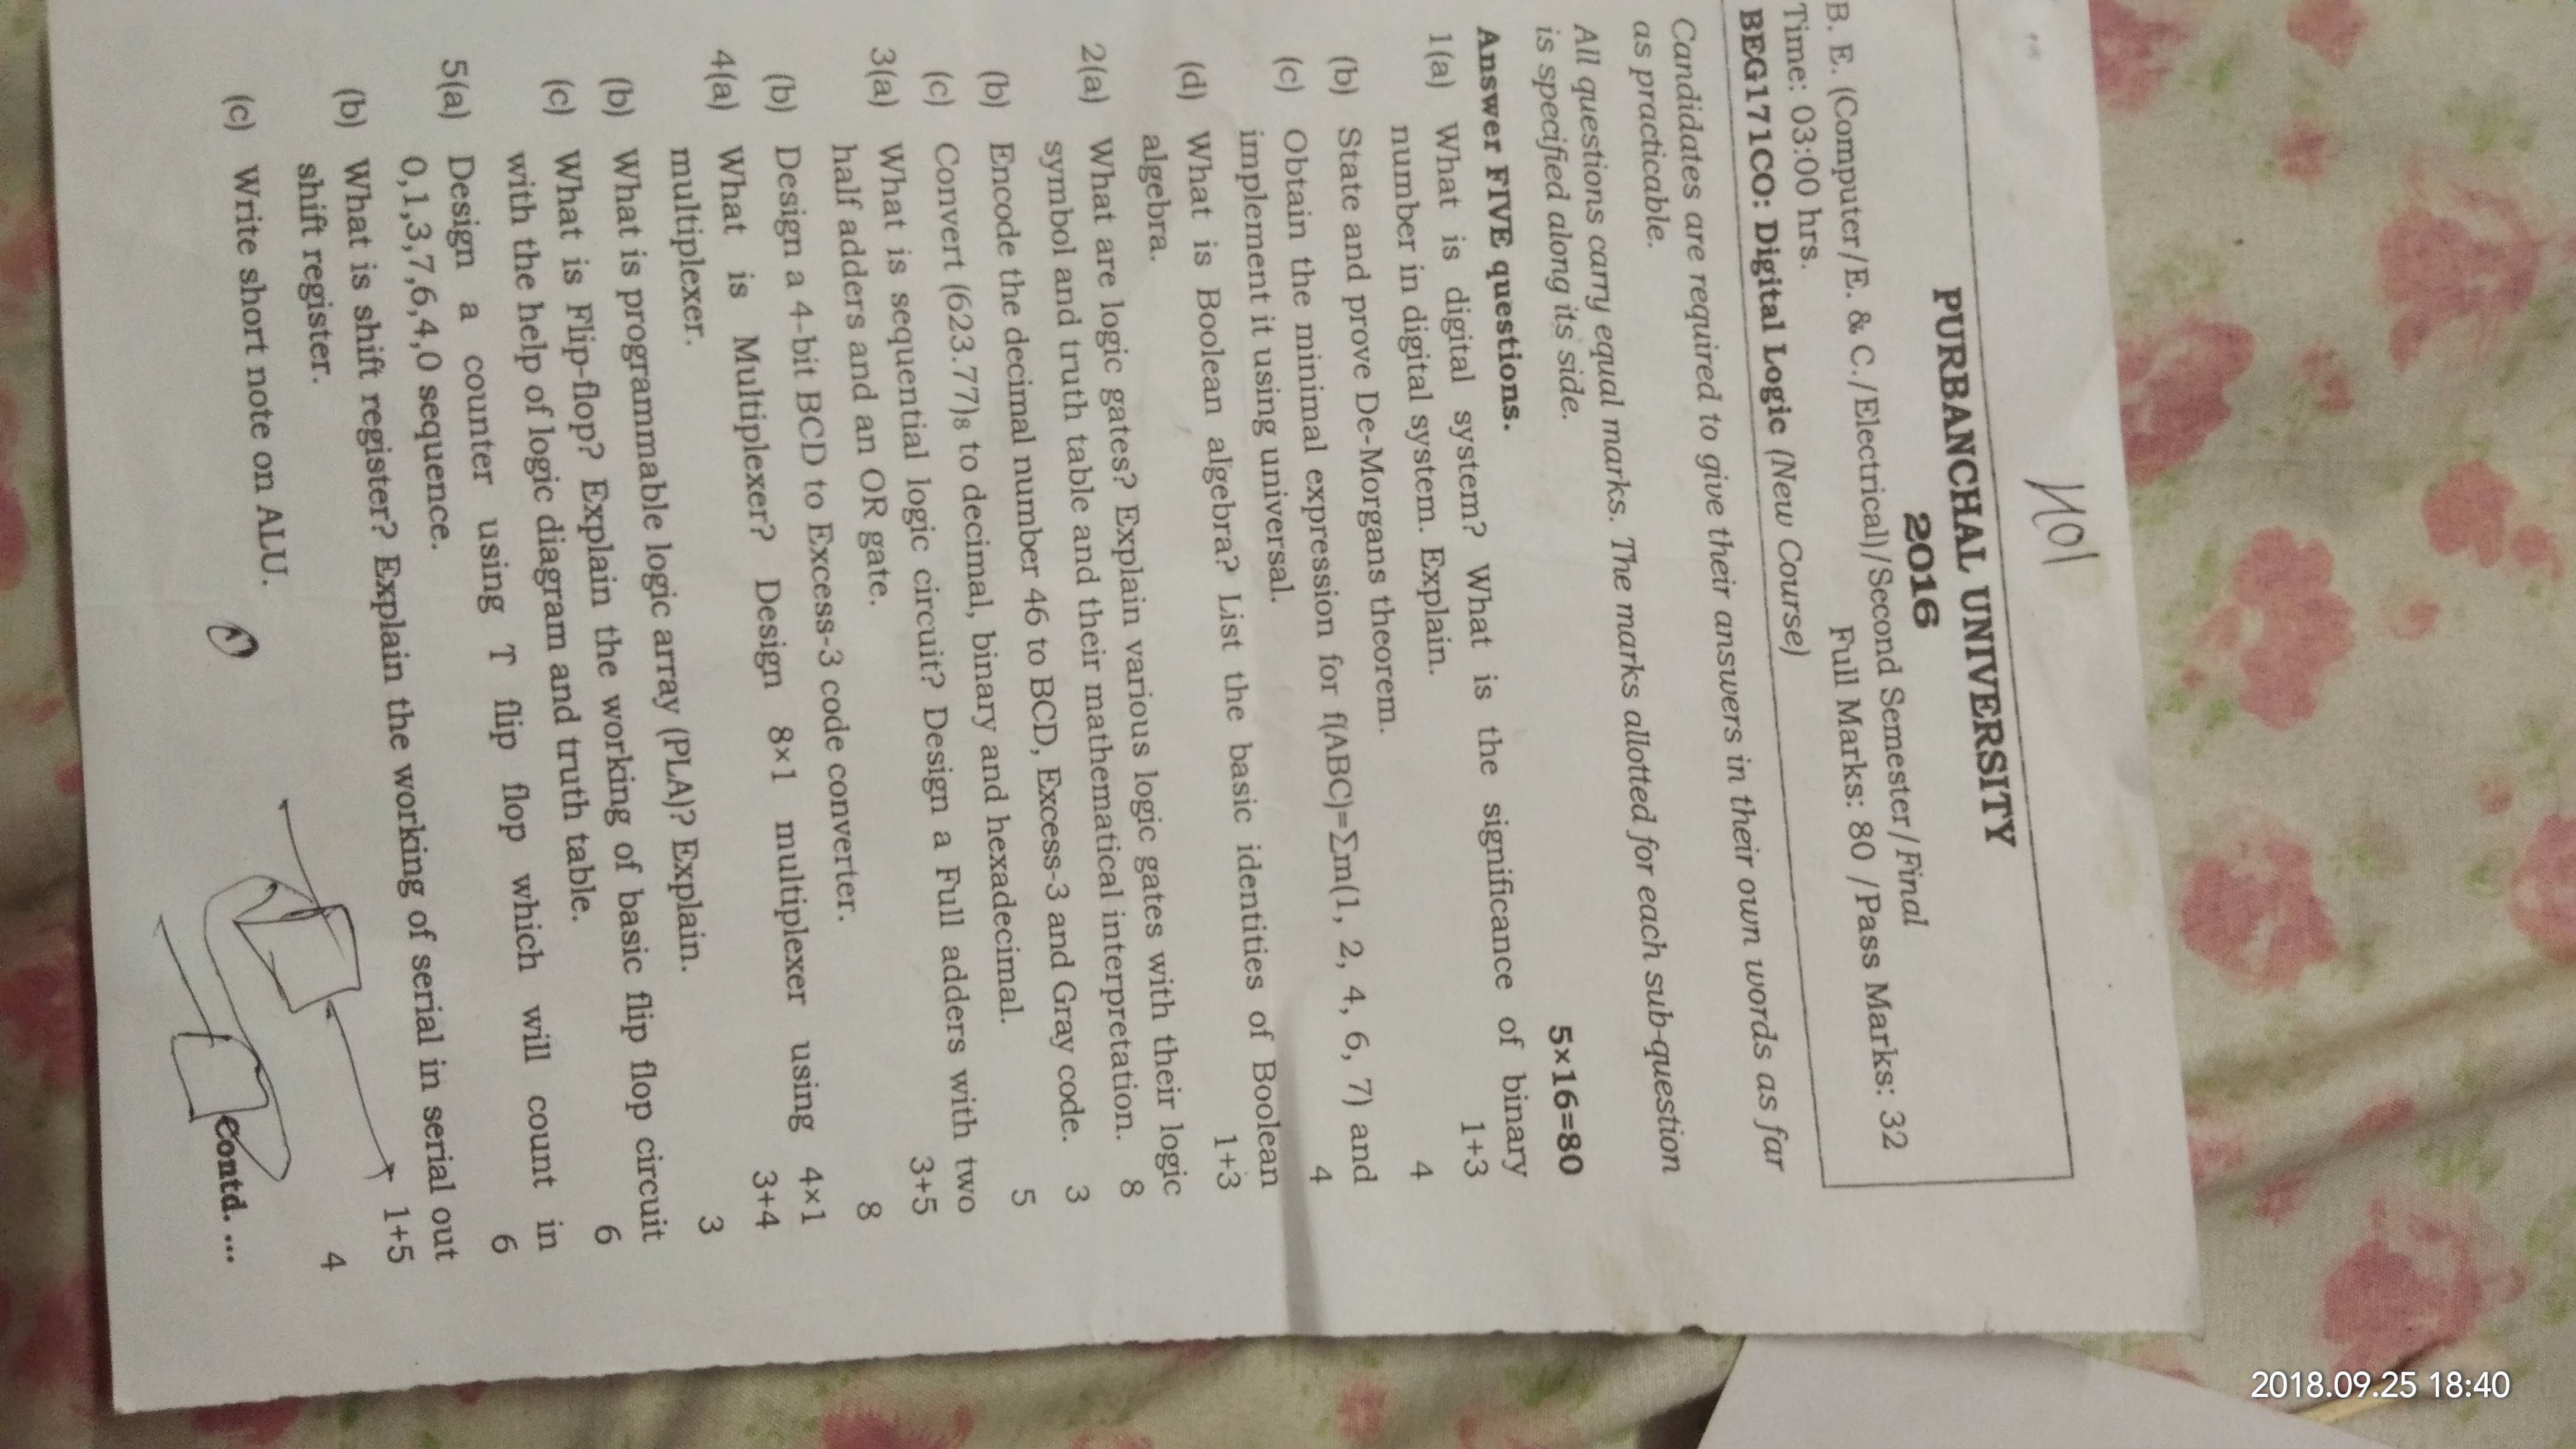 2018.09.25 18:40
PURBANCHAL UNIVERSITY
2016
B. E. (Computer/E. & C./Electrical)/Second Semester/Final
Time: 03:00 hrs. Full Marks: 80 /Pass Marks: 32
BEG171CO: Digital Logic (New Course)
Candidates are required to give their answers in their own words as far
as practicable.
All questions carry equal marks. The marks allotted for each sub-question
is specified along its side.
Answer FIVE questions. 5×16=80
1(a) What is digital system? What is the significance of binary
number in digital system. Explain. 1+3
(b) State and prove De-Morgans theorem. 4
(c) Obtain the minimal expression for f(ABC)=∑m(1, 2, 4, 6, 7) and
implement it using universal. 4
(d) What is Boolean algebra? List the basic identities of Boolean
algebra. 1+3
2(a) What are logic gates? Explain various logic gates with their logic
symbol and truth table and their mathematical interpretation. 8
(b) Encode the decimal number 46 to BCD, Excess-3 and Gray code. 3
(c) Convert (623.77)₈ to decimal, binary and hexadecimal. 5
3(a) What is sequential logic circuit? Design a Full adders with two
half adders and an OR gate. 3+5
(b) Design a 4-bit BCD to Excess-3 code converter. 8
4(a) What is Multiplexer? Design 8×1 multiplexer using 4×1
multiplexer. 3+4
(b) What is programmable logic array (PLA)? Explain. 3
(c) What is Flip-flop? Explain the working of basic flip flop circuit
with the help of logic diagram and truth table. 6
5(a) Design a counter using T flip flop which will count in
0,1,3,7,6,4,0 sequence. 6
(b) What is shift register? Explain the working of serial in serial out
shift register. 1+5
(c) Write short note on ALU. 4
Contd. ...